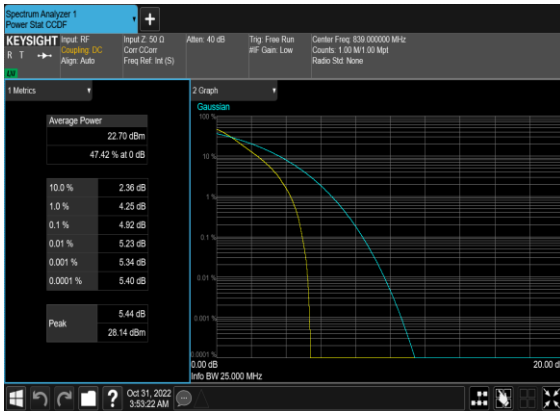 Spectrum Analyzer 1
Power Stat CCDF
KEYSIGHT
R T
LM
Input: RF
Coupling: DC
Align: Auto
Input Z: 50 Ω
Corr CCorr
Freq Ref: Int (S)
Atten: 40 dB
Trig: Free Run
#IF Gain: Low
Center Freq: 839.000000 MHz
Counts: 1.00 M/1.00 Mpt
Radio Std: None
1 Metrics
Average Power
22.70 dBm
47.42 % at 0 dB
10.0 % 2.36 dB
1.0 % 4.25 dB
0.1 % 4.92 dB
0.01 % 5.23 dB
0.001 % 5.34 dB
0.0001 % 5.40 dB
Peak
5.44 dB
28.14 dBm
2 Graph
Gaussian
100 %
10 %
1 %
0.1 %
0.01 %
0.001 %
0.0001 %
0.00 dB
20.00 d
Info BW 25.000 MHz
Oct 31, 2022
3:53:22 AM